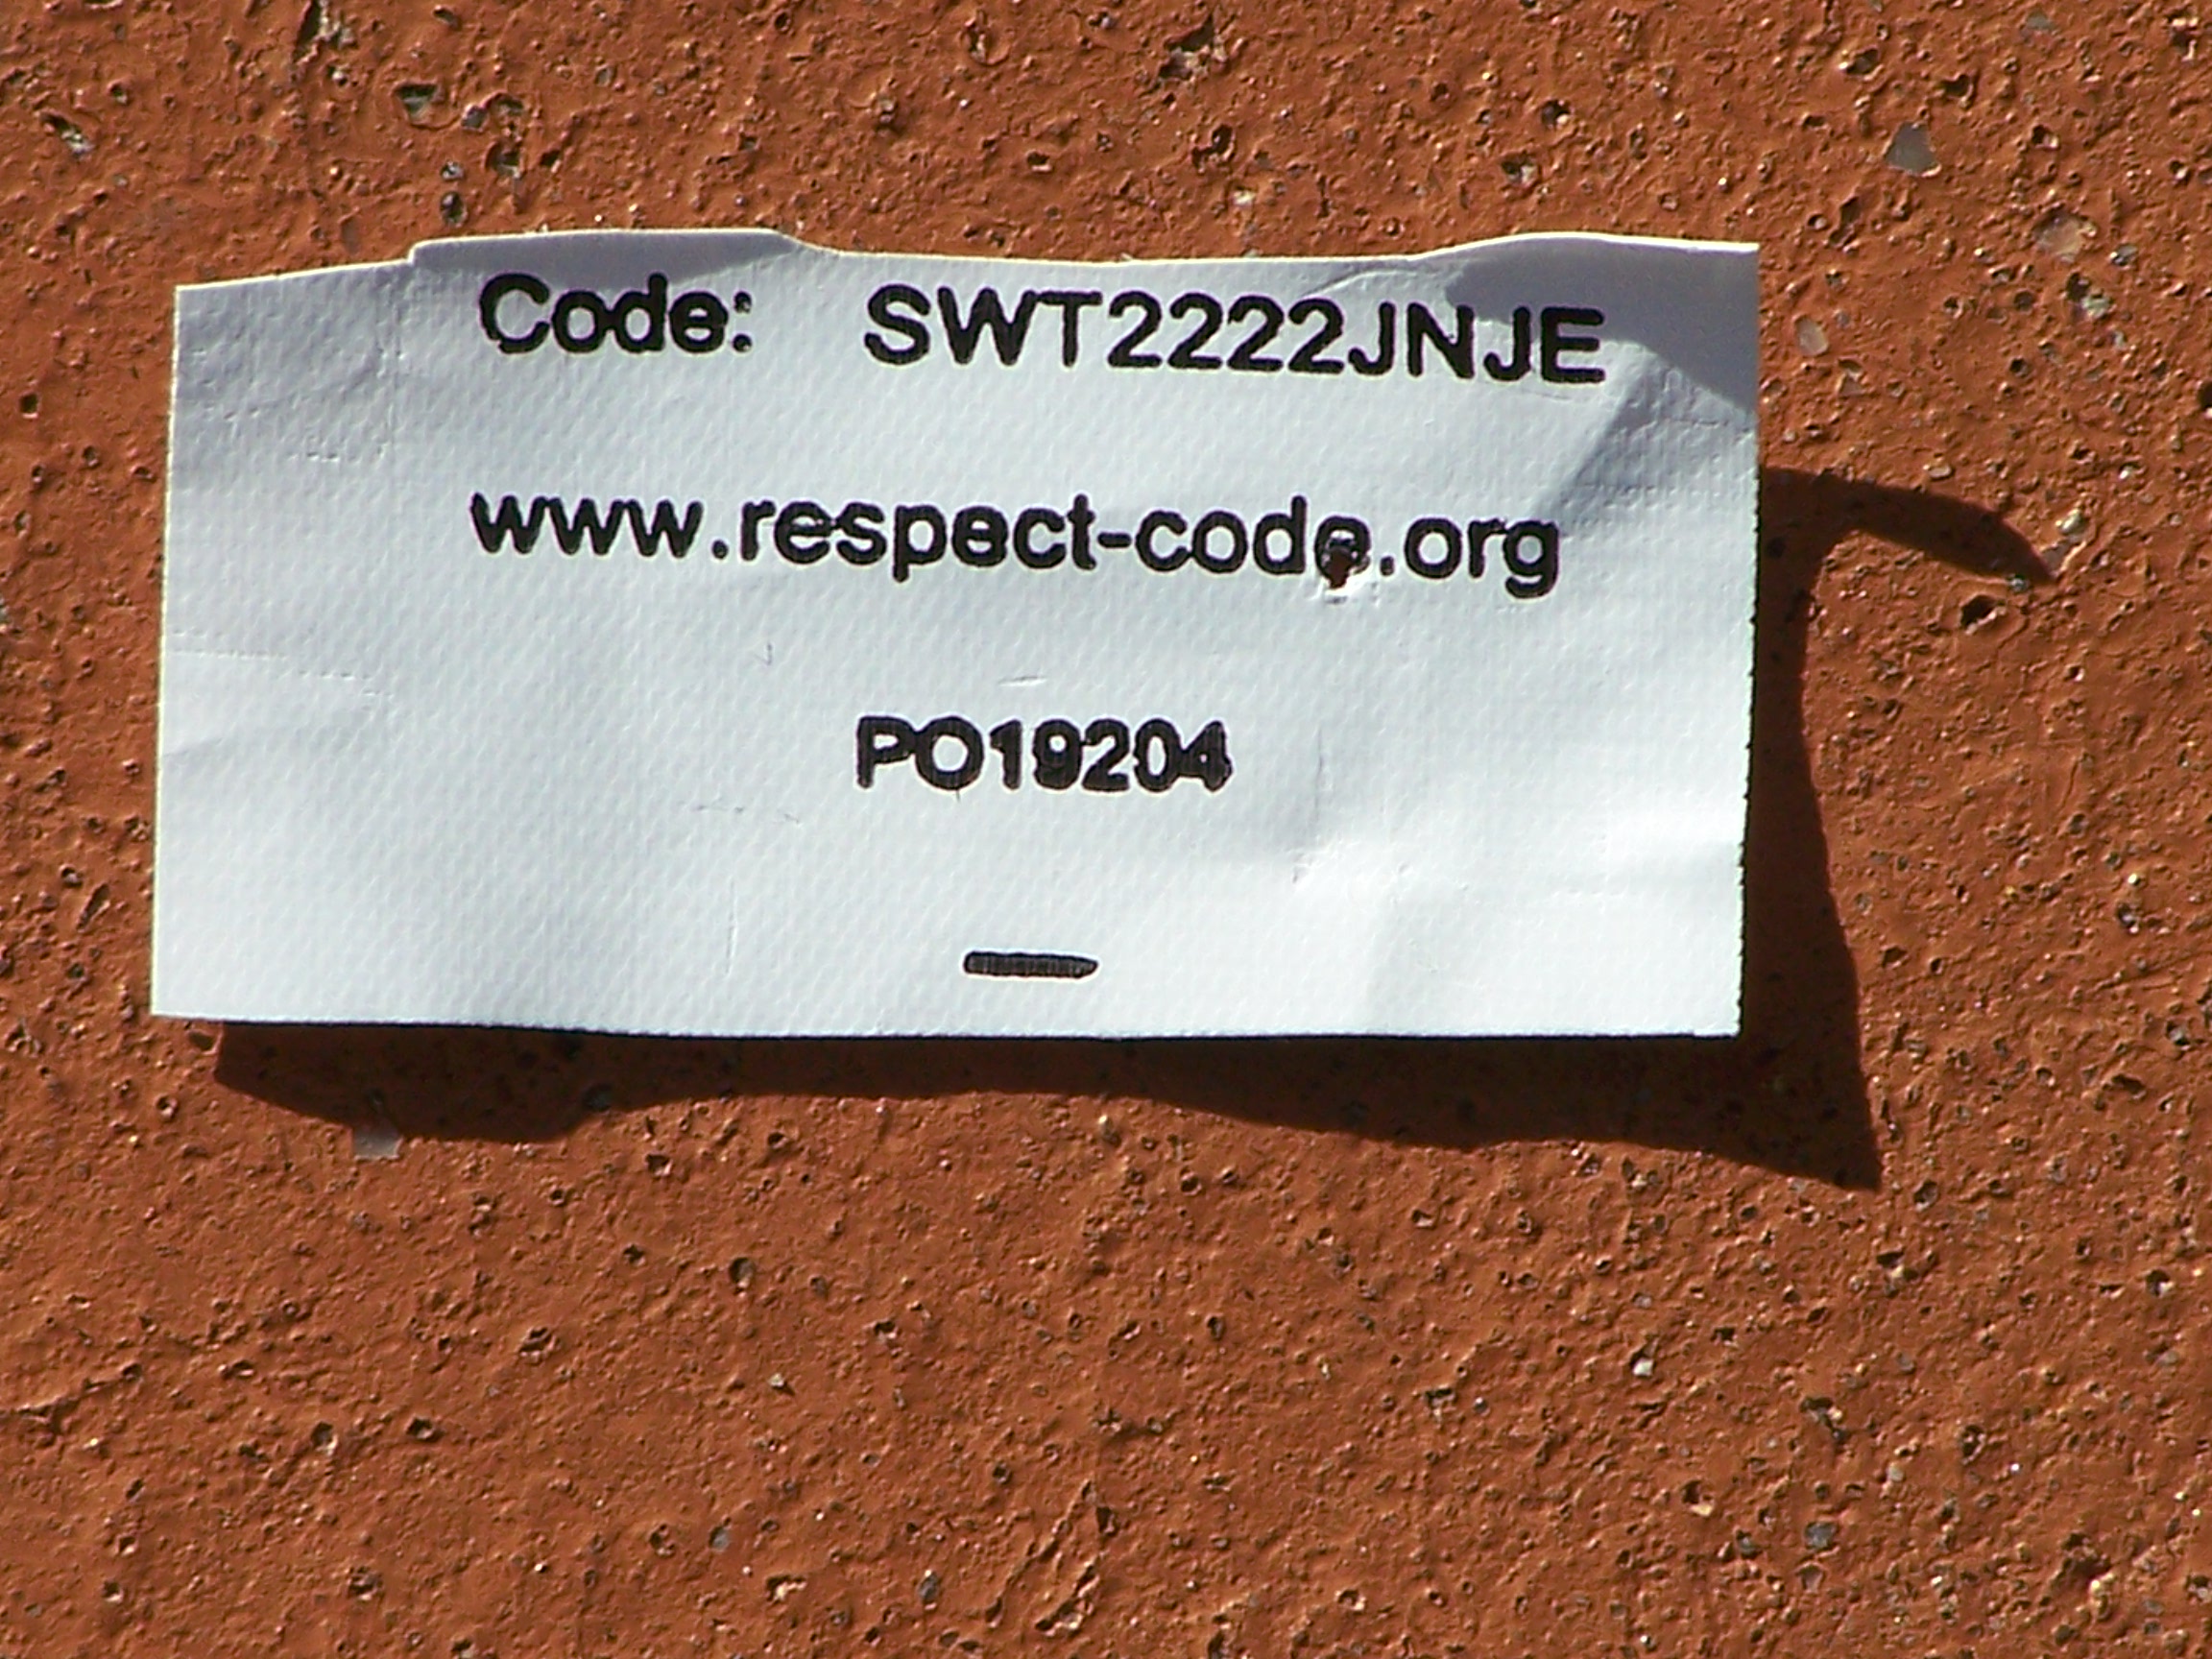 Code: SWT2222JNJE
www.respect-code.org
PO19204